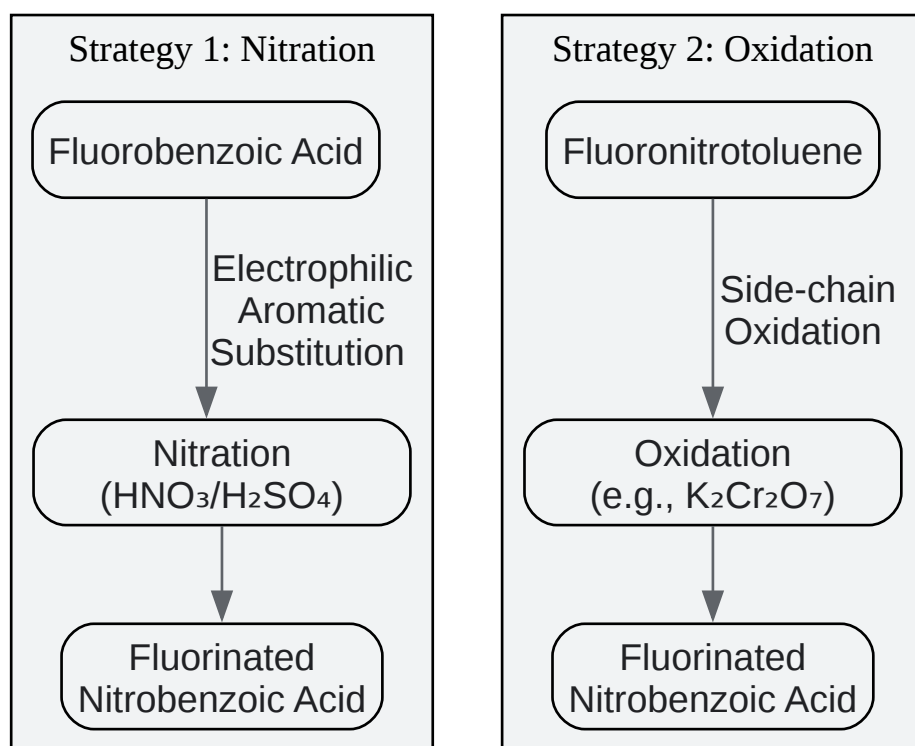 Strategy 1: Nitration
Fluorobenzoic Acid
Electrophilic
Aromatic
Substitution
Nitration
(HNO₃/H₂SO₄)
Fluorinated
Nitrobenzoic Acid
Strategy 2: Oxidation
Fluoronitrotoluene
Side-chain
Oxidation
Oxidation
(e.g., K₂Cr₂O₇)
Fluorinated
Nitrobenzoic Acid